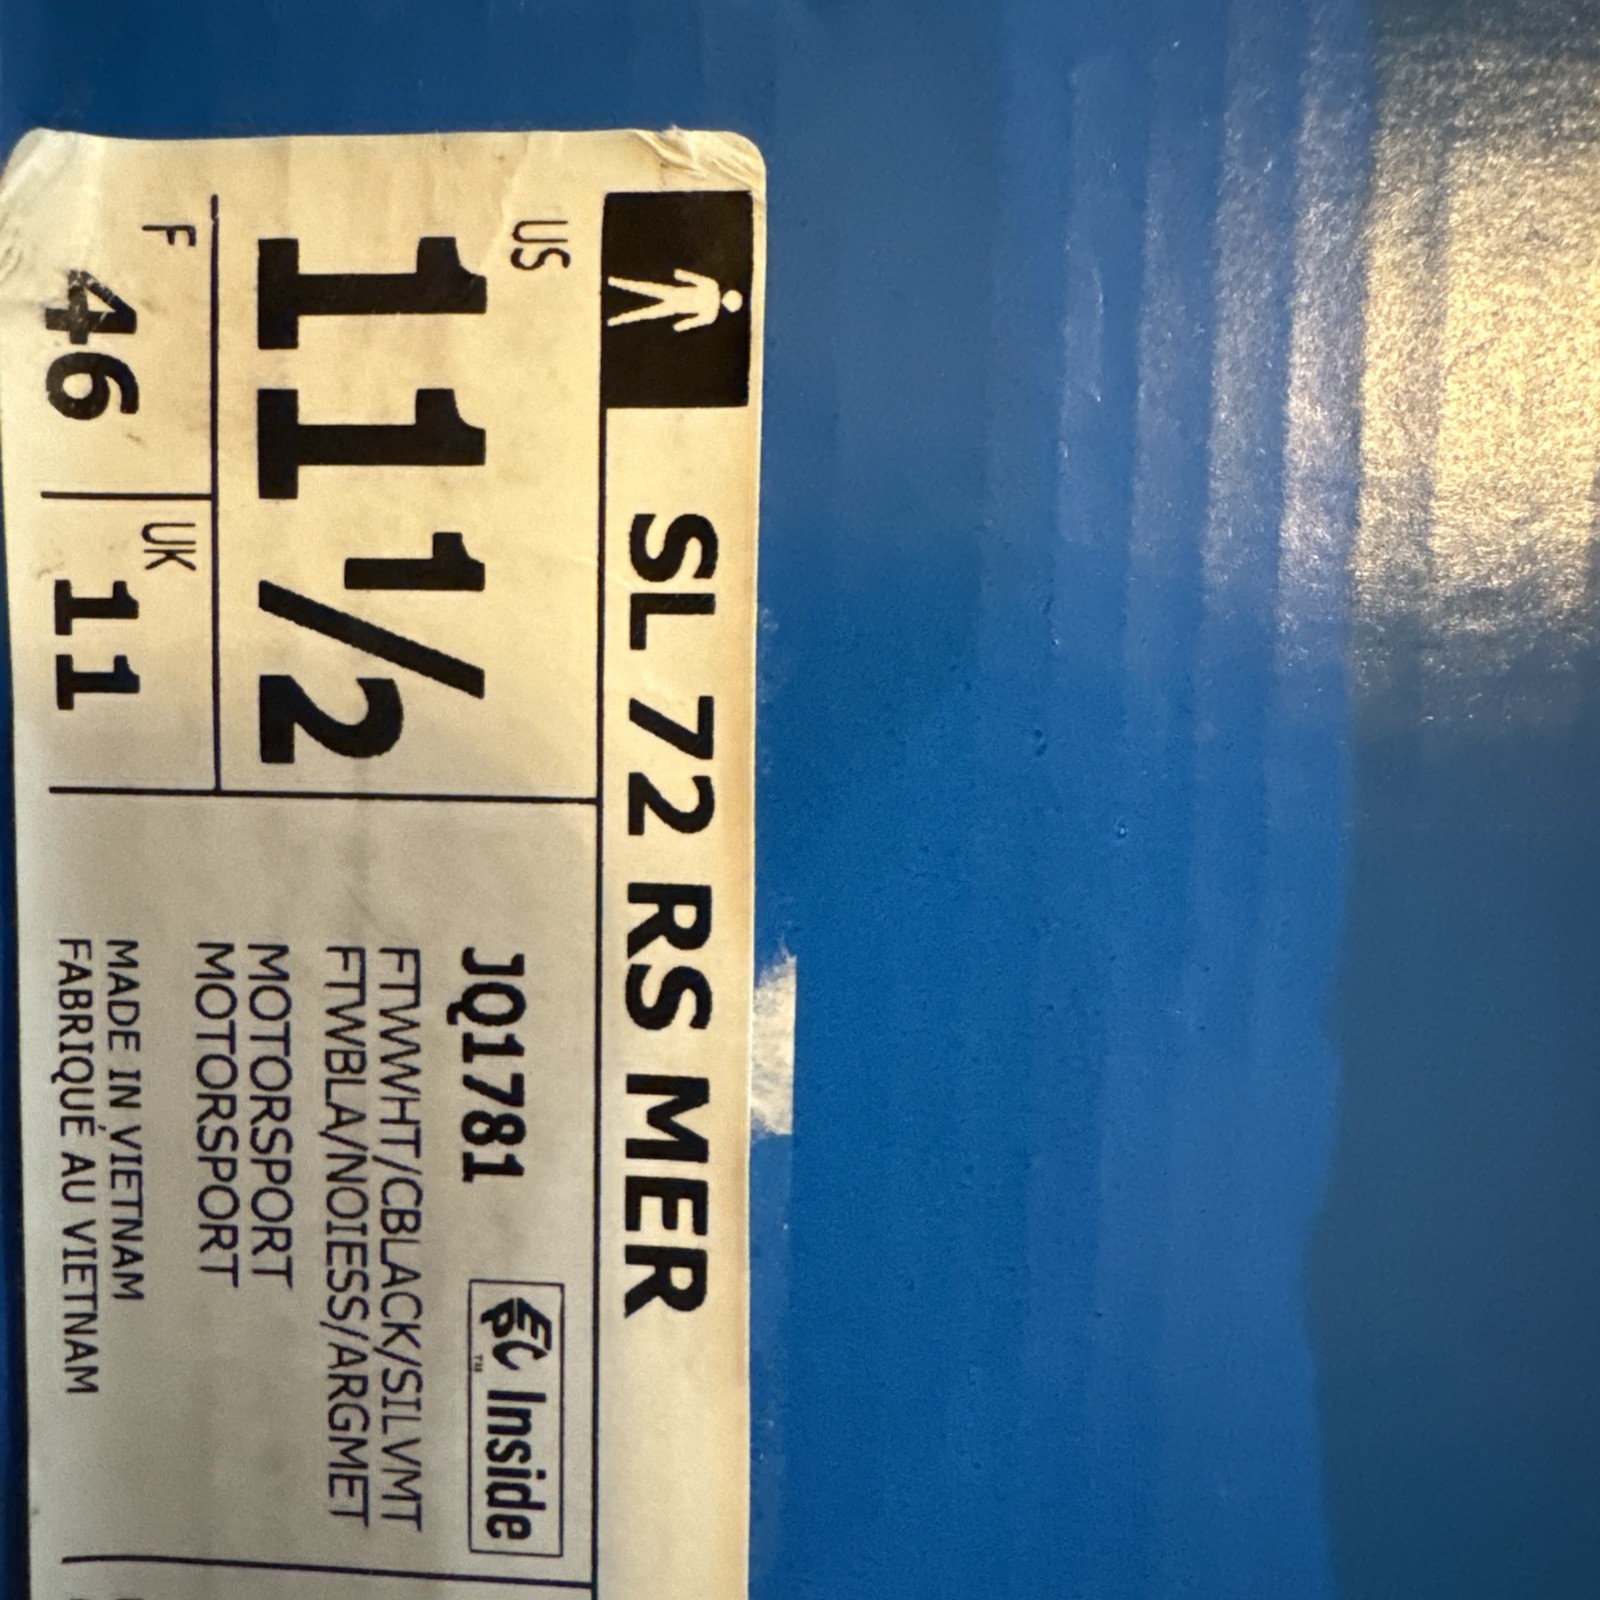 SL 72 RS MER
US
11 1/2
F 46
UK 11
JQ1781
EPC™ Inside
FTWWHT/CBLACK/SILVMT
FTWBLA/NOIESS/ARGMET
MOTORSPORT
MOTORSPORT
MADE IN VIETNAM
FABRIQUÉ AU VIETNAM